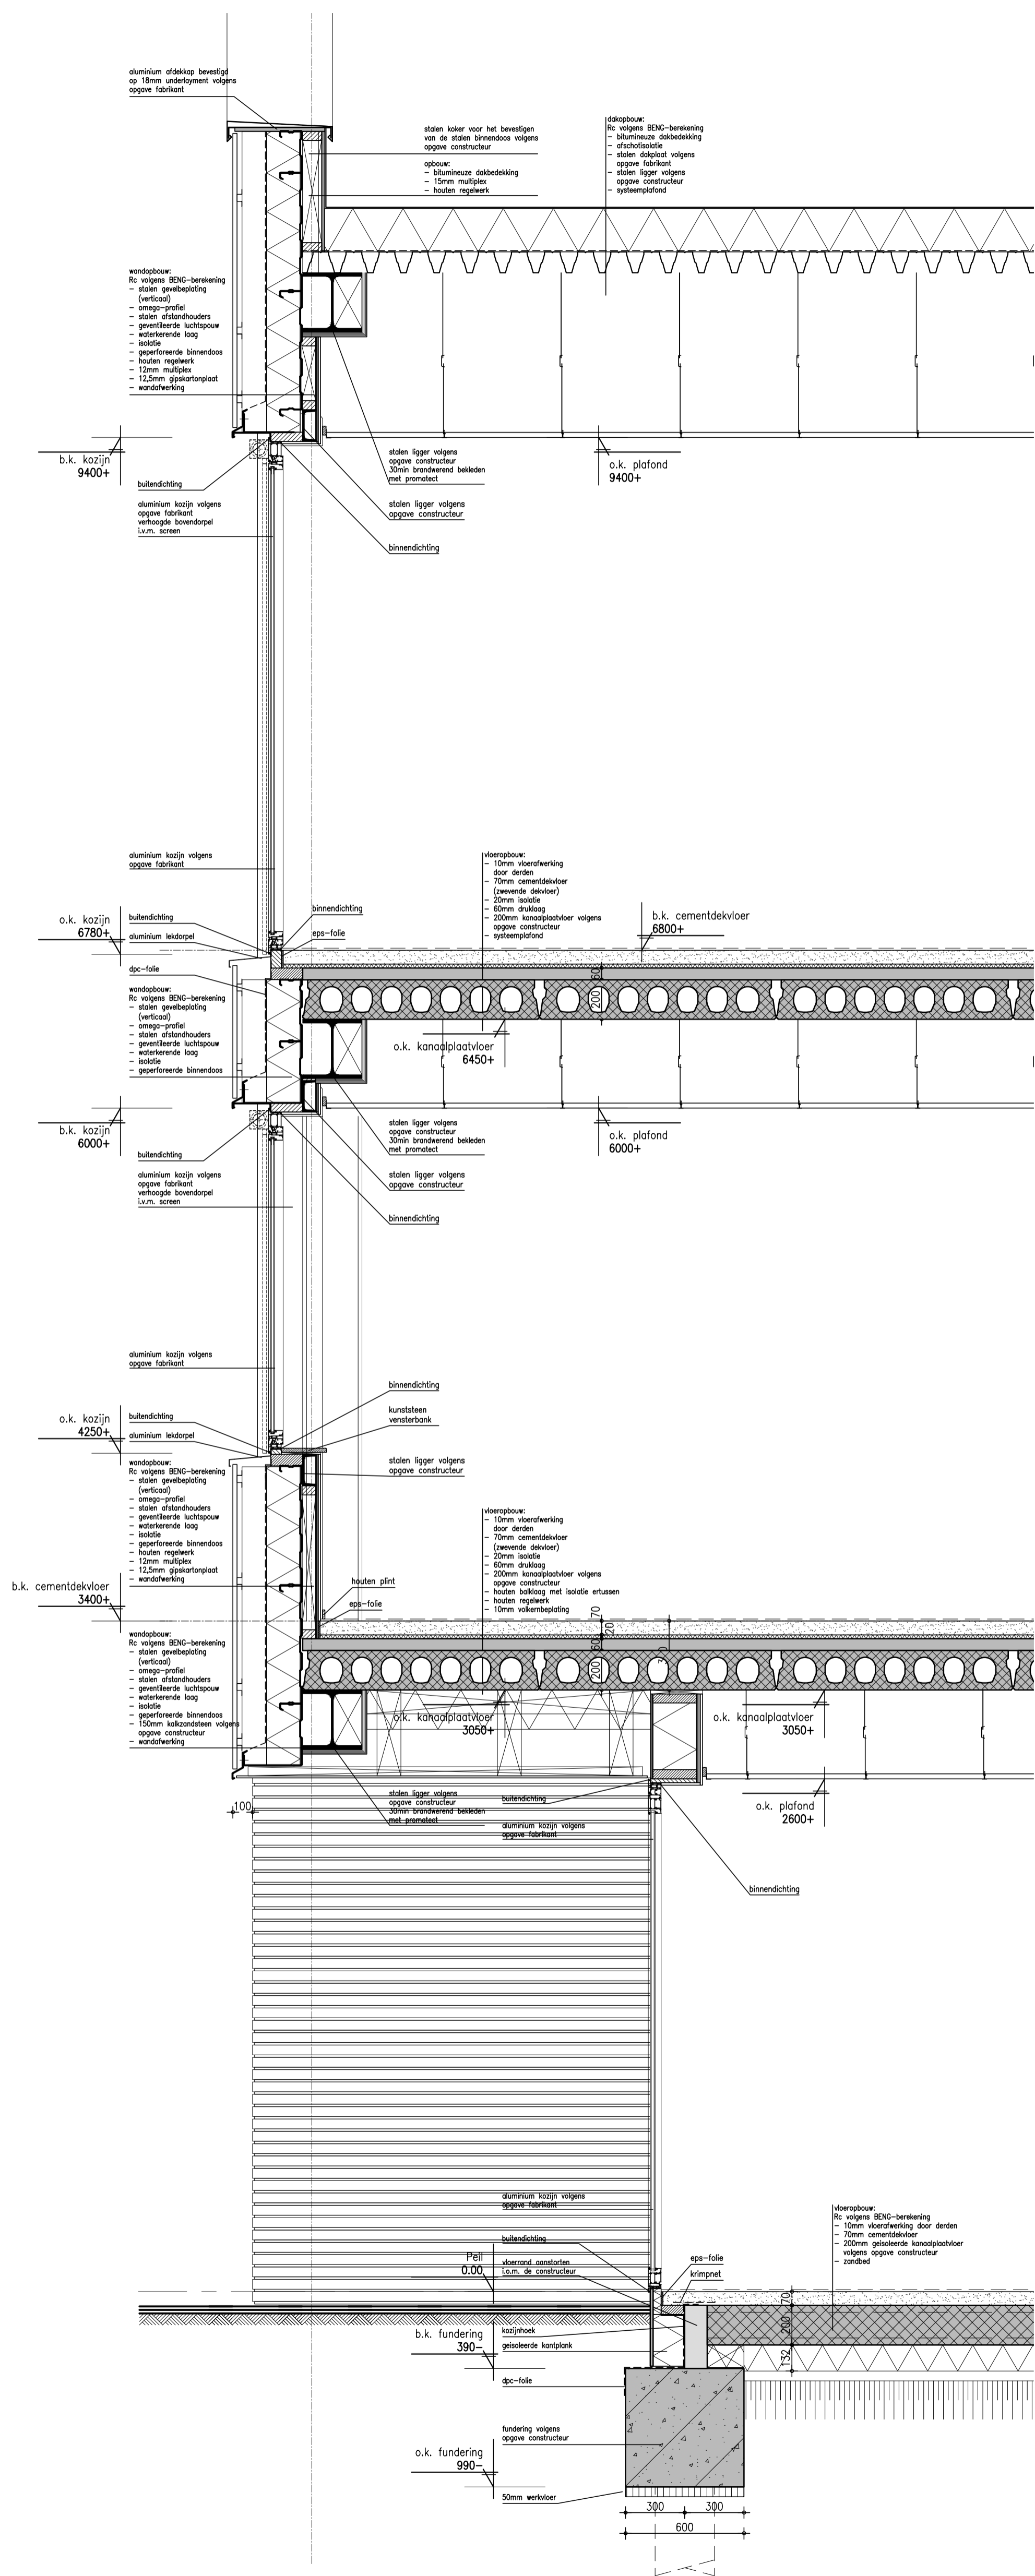 aluminium afdekkap bevestigd
op 18mm underlayment volgens
opgave fabrikant
stalen koker voor het bevestigen
van de stalen binnendoos volgens
opgave constructeur
opbouw:
- bitumineuze dakbedekking
- 15mm multiplex
- houten regelwerk
dakopbouw:
Rc volgens BENG-berekening
- bitumineuze dakbedekking
- afschotisolatie
- stalen dakplaat volgens
opgave fabrikant
- stalen ligger volgens
opgave constructeur
- systeemplafond
wandopbouw:
Rc volgens BENG-berekening
- stalen gevelbeplating
(verticaal)
- omega-profiel
- stalen afstandhouders
- geventileerde luchtspouw
- waterkerende laag
- isolatie
- geperforeerde binnendoos
- houten regelwerk
- 12mm multiplex
- 12,5mm gipskartonplaat
- wandafwerking
b.k. kozijn
9400+
stalen ligger volgens
opgave constructeur
30min brandwerend bekleden
met promatect
o.k. plafond
9400+
buitendichting
stalen ligger volgens
opgave constructeur
aluminium kozijn volgens
opgave fabrikant
verhoogde bovendorpel
i.v.m. screen
binnendichting
aluminium kozijn volgens
opgave fabrikant
vloeropbouw:
- 10mm vloerafwerking
door derden
- 70mm cementdekvloer
(zwevende dekvloer)
- 20mm isolatie
- 60mm druklaag
- 200mm kanaalplaatvloer volgens
opgave constructeur
- systeemplafond
binnendichting
o.k. kozijn
6780+
buitendichting
b.k. cementdekvloer
6800+
eps-folie
aluminium lekdorpel
dpc-folie
60
200
wandopbouw:
Rc volgens BENG-berekening
- stalen gevelbeplating
(verticaal)
- omega-profiel
- stalen afstandhouders
- geventileerde luchtspouw
- waterkerende laag
- isolatie
- geperforeerde binnendoos
o.k. kanaalplaatvloer
6450+
b.k. kozijn
6000+
stalen ligger volgens
opgave constructeur
30min brandwerend bekleden
met promatect
o.k. plafond
6000+
buitendichting
stalen ligger volgens
opgave constructeur
aluminium kozijn volgens
opgave fabrikant
verhoogde bovendorpel
i.v.m. screen
binnendichting
aluminium kozijn volgens
opgave fabrikant
binnendichting
kunststeen
vensterbank
o.k. kozijn
4250+
buitendichting
aluminium lekdorpel
stalen ligger volgens
opgave constructeur
wandopbouw:
Rc volgens BENG-berekening
- stalen gevelbeplating
(verticaal)
- omega-profiel
- stalen afstandhouders
- geventileerde luchtspouw
- waterkerende laag
- isolatie
- geperforeerde binnendoos
- houten regelwerk
- 12mm multiplex
- 12,5mm gipskartonplaat
- wandafwerking
vloeropbouw:
- 10mm vloerafwerking
door derden
- 70mm cementdekvloer
(zwevende dekvloer)
- 20mm isolatie
- 60mm druklaag
- 200mm kanaalplaatvloer volgens
opgave constructeur
- houten balklaag met isolatie ertussen
- houten regelwerk
- 10mm volkernbeplating
b.k. cementdekvloer
3400+
houten plint
eps-folie
70
20
60
200
wandopbouw:
Rc volgens BENG-berekening
- stalen gevelbeplating
(verticaal)
- omega-profiel
- stalen afstandhouders
- geventileerde luchtspouw
- waterkerende laag
- isolatie
- geperforeerde binnendoos
- 150mm kalkzandsteen volgens
opgave constructeur
- wandafwerking
o.k. kanaalplaatvloer
3050+
o.k. kanaalplaatvloer
3050+
100
stalen ligger volgens
opgave constructeur
30min brandwerend bekleden
met promatect
buitendichting
aluminium kozijn volgens
opgave fabrikant
o.k. plafond
2600+
binnendichting
aluminium kozijn volgens
opgave fabrikant
buitendichting
Peil
0.00
vloerrand aanstorten
i.o.m. de constructeur
eps-folie
krimpnet
vloeropbouw:
Rc volgens BENG-berekening
- 10mm vloerafwerking door derden
- 70mm cementdekvloer
- 200mm geisoleerde kanaalplaatvloer
volgens opgave constructeur
- zandbed
70
200
132
kozijnhoek
geisoleerde kantplank
b.k. fundering
390-
dpc-folie
fundering volgens
opgave constructeur
o.k. fundering
990-
50mm werkvloer
300
300
600